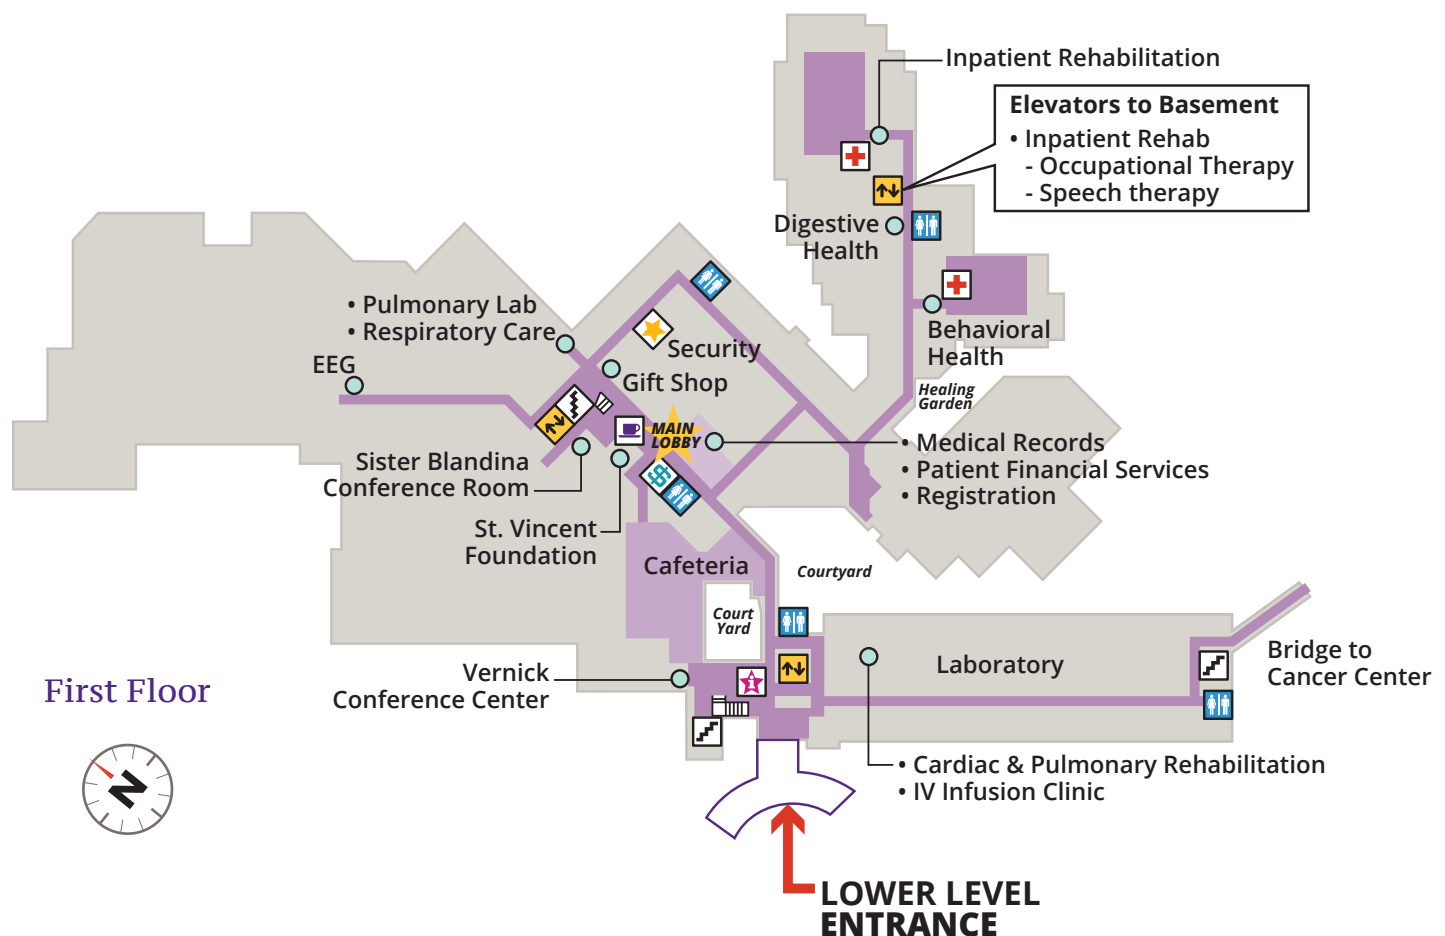 Inpatient Rehabilitation
Elevators to Basement
• Inpatient Rehab
- Occupational Therapy
- Speech therapy
Digestive
Health
• Pulmonary Lab
• Respiratory Care
Security
Behavioral
Health
EEG
Gift Shop
Healing
Garden
MAIN
LOBBY
• Medical Records
• Patient Financial Services
• Registration
Sister Blandina
Conference Room
$
St. Vincent
Foundation
Cafeteria
Courtyard
Court
Yard
Vernick
Conference Center
i
Laboratory
Bridge to
Cancer Center
First Floor
N
• Cardiac & Pulmonary Rehabilitation
• IV Infusion Clinic
LOWER LEVEL
ENTRANCE